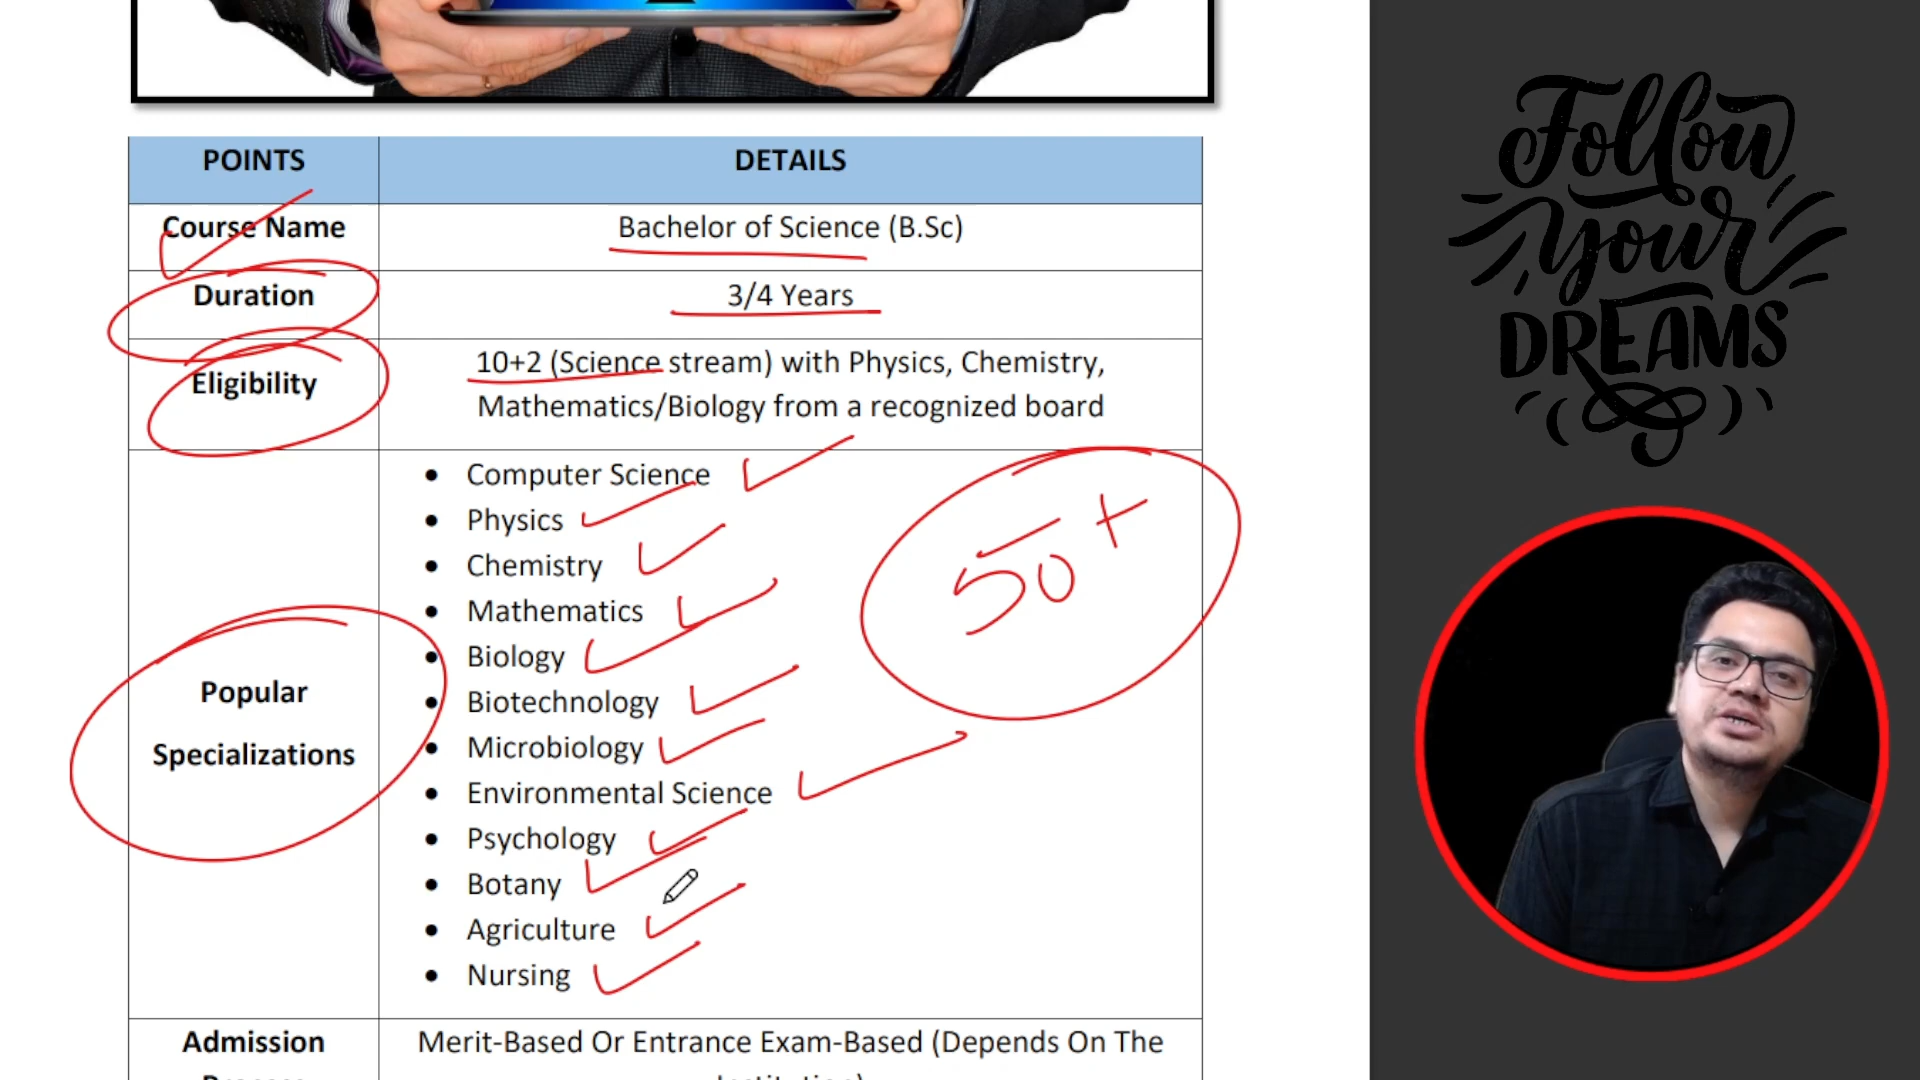 POINTS
DETAILS
Course Name
Bachelor of Science (B.Sc)
Duration
3/4 Years
Eligibility
10+2 (Science stream) with Physics, Chemistry,
Mathematics/Biology from a recognized board
Popular
Specializations
Computer Science
Physics
Chemistry
Mathematics
Biology
Biotechnology
Microbiology
Environmental Science
Psychology
Botany
Agriculture
Nursing
50+
Admission
Merit-Based Or Entrance Exam-Based (Depends On The
Follow
Your
DREAMS